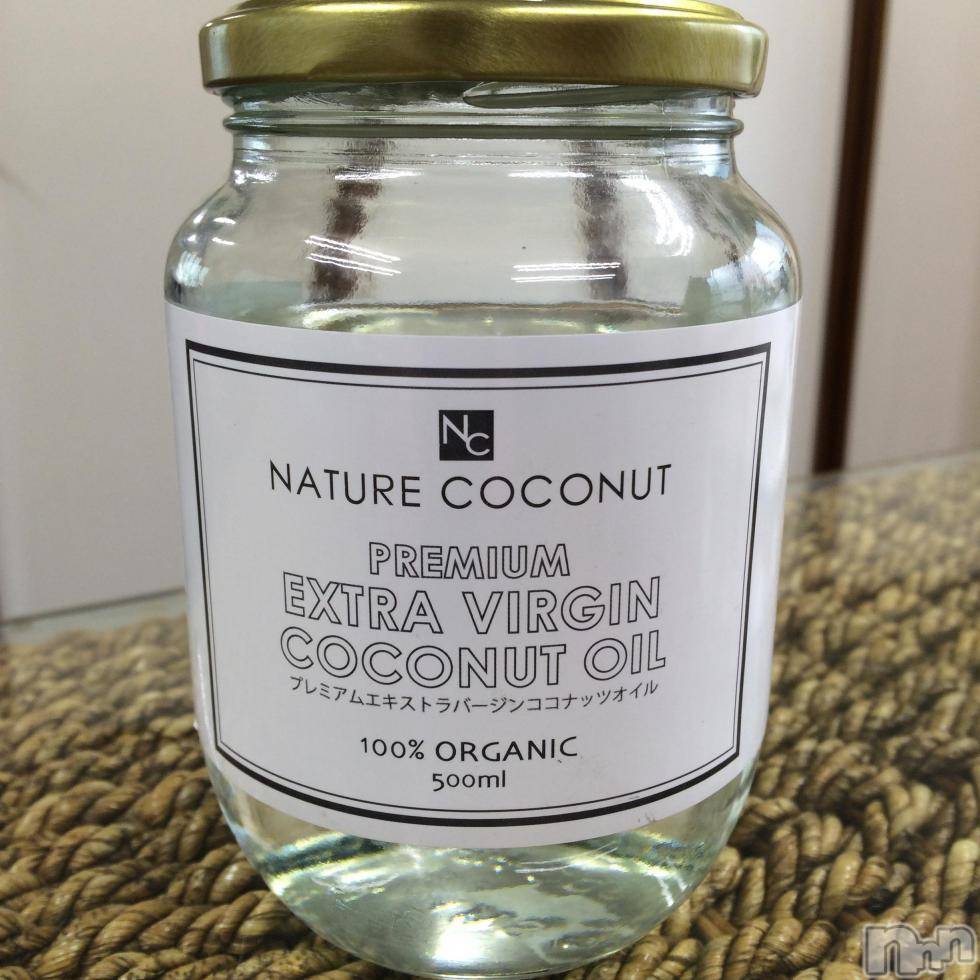 NC
NATURE COCONUT
PREMIUM
EXTRA VIRGIN
COCONUT OIL
プレミアムエキストラバージンココナッツオイル
100% ORGANIC
500ml
nnn